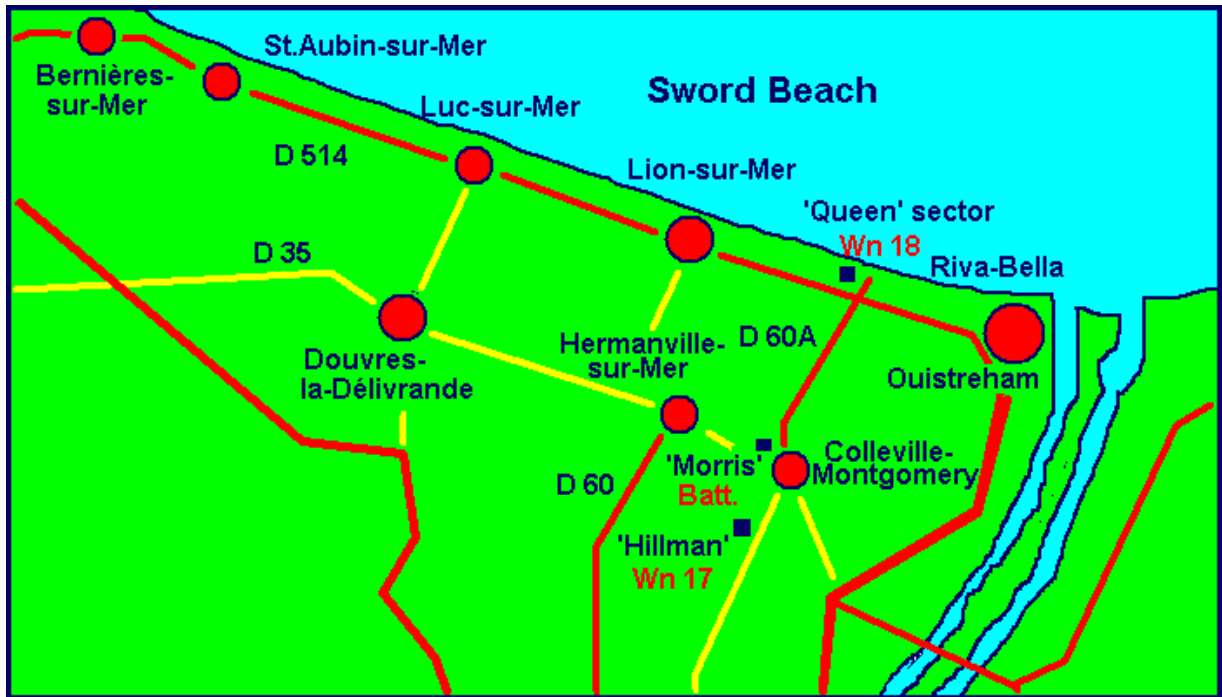 St.Aubin-sur-Mer
Bernières-
sur-Mer
Sword Beach
Luc-sur-Mer
D 514
Lion-sur-Mer
'Queen' sector
Wn 18
D 35
Riva-Bella
D 60A
Hermanville-
sur-Mer
Douvres-
la-Délivrande
Ouistreham
Colleville-
Montgomery
'Morris'
Batt.
D 60
'Hillman'
Wn 17